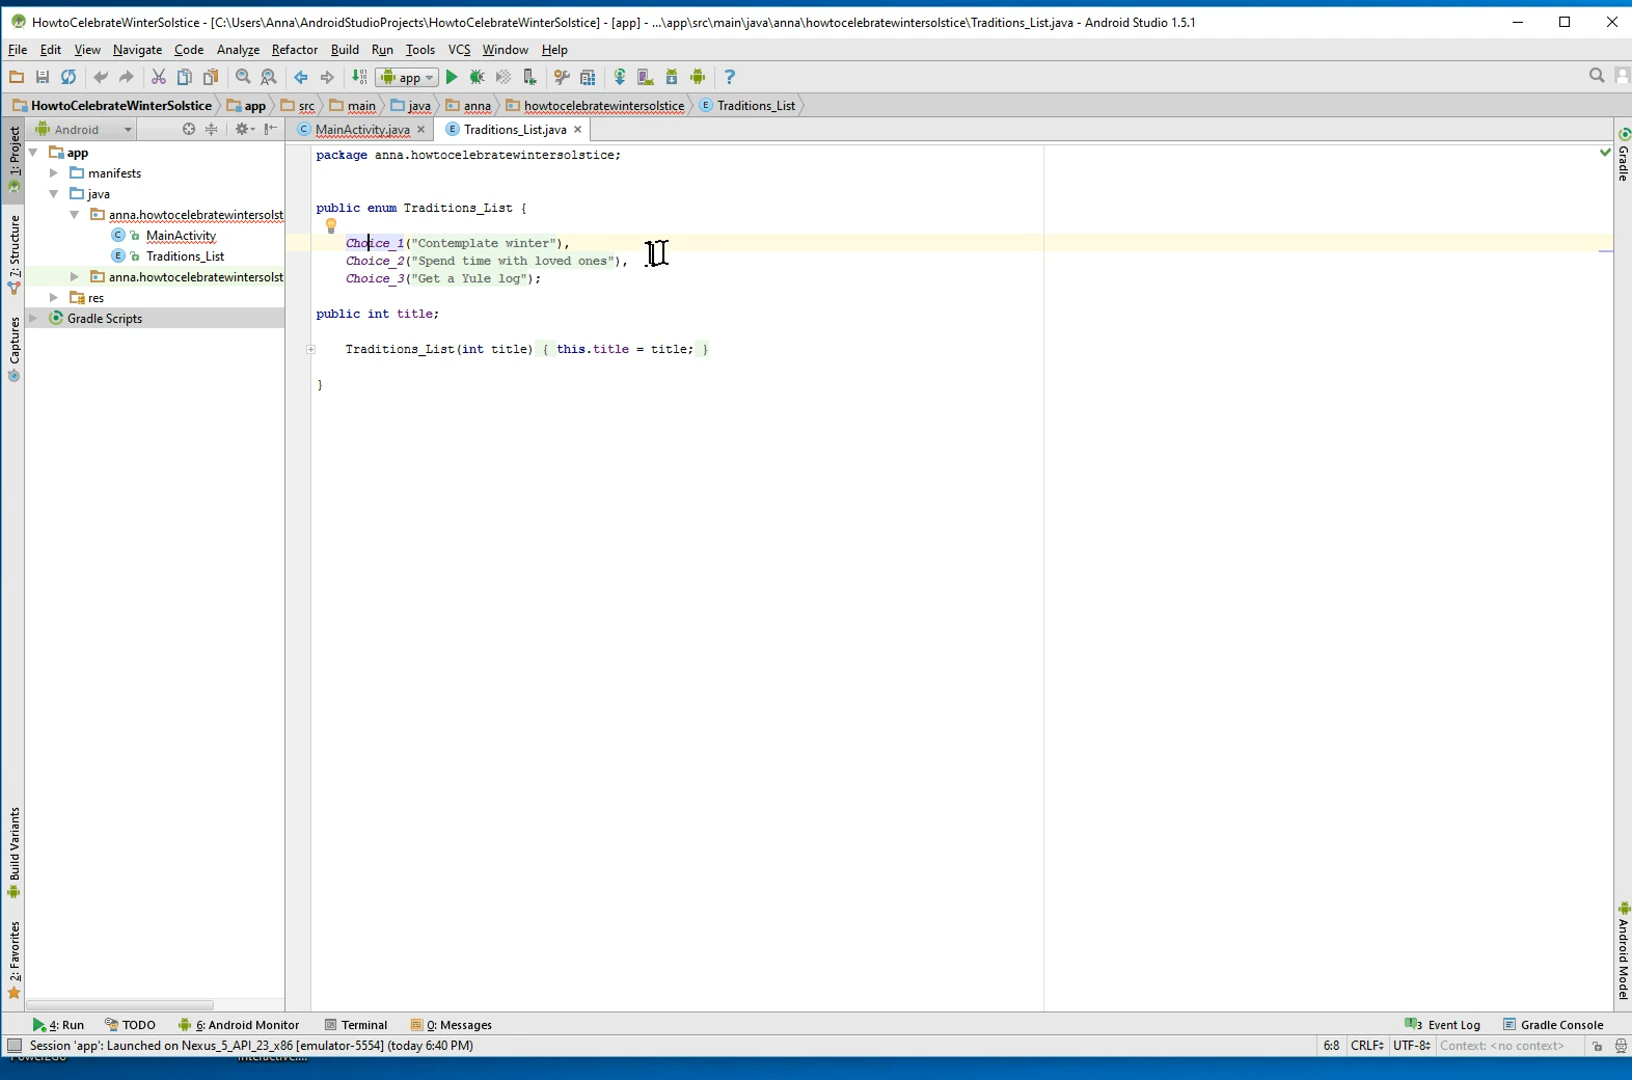 HowtoCelebrateWinterSolstice - [C:\Users\Anna\AndroidStudioProjects\HowtoCelebrateWinterSolstice] - [app] - ...\app\src\main\java\anna\howtocelebratewintersolstice\Traditions_List.java - Android Studio 1.5.1
File Edit View Navigate Code Analyze Refactor Build Run Tools VCS Window Help
app
HowtoCelebrateWinterSolstice app src main java anna howtocelebratewintersolstice Traditions_List
Android
MainActivity.java Traditions_List.java
1: Project
7: Structure
Captures
Build Variants
2: Favorites
app
manifests
java
anna.howtocelebratewintersolst
MainActivity
Traditions_List
anna.howtocelebratewintersolst
res
Gradle Scripts
package anna.howtocelebratewintersolstice;
public enum Traditions_List {
Choice_1("Contemplate winter"),
Choice_2("Spend time with loved ones"),
Choice_3("Get a Yule log");
public int title;
Traditions_List(int title) { this.title = title; }
}
Gradle
Android Model
4: Run TODO 6: Android Monitor Terminal 0: Messages 3 Event Log Gradle Console
Session 'app': Launched on Nexus_5_API_23_x86 [emulator-5554] (today 6:40 PM) 6:8 CRLF UTF-8 Context: <no context>